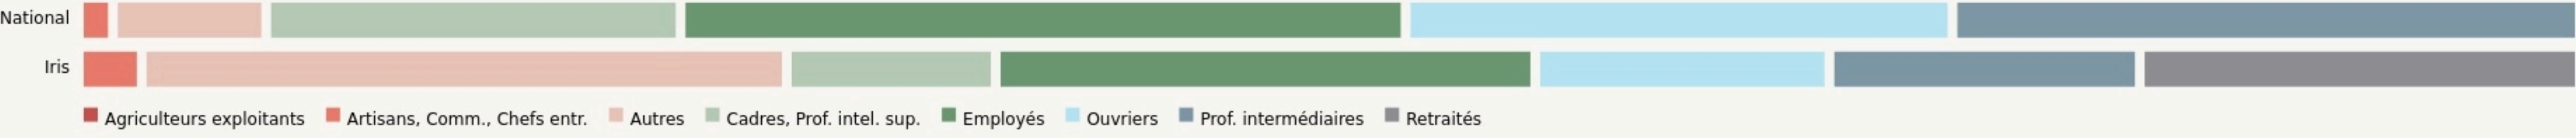 National
Iris
Agriculteurs exploitants Artisans, Comm., Chefs entr. Autres Cadres, Prof. intel. sup. Employés Ouvriers Prof. intermédiaires Retraités